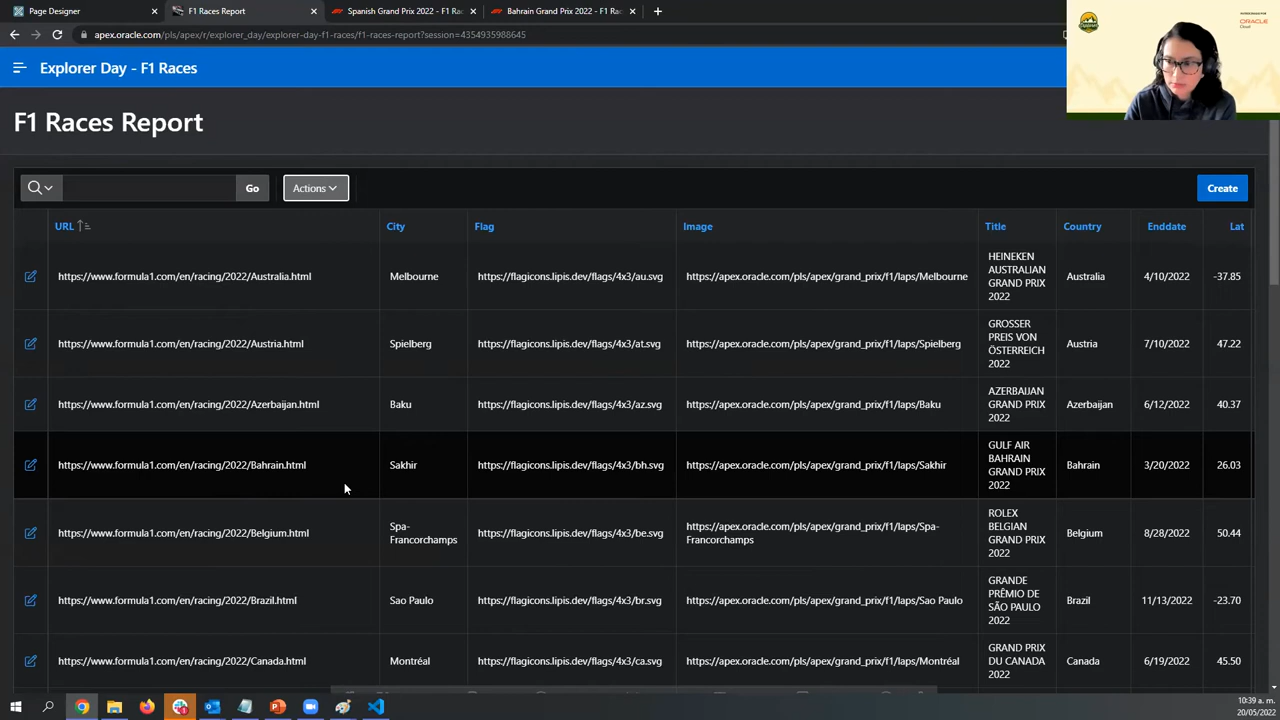 Page Designer
F1 Races Report
Spanish Grand Prix 2022 - F1 Rac
Bahrain Grand Prix 2022 - F1 Rac
apex.oracle.com/pls/apex/r/explorer_day/explorer-day-f1-races/f1-races-report?session=4354935988645
Explorer Day - F1 Races
F1 Races Report
Go
Actions
Create
URL City Flag Image Title Country Enddate Lat
https://www.formula1.com/en/racing/2022/Australia.html Melbourne https://flagicons.lipis.dev/flags/4x3/au.svg https://apex.oracle.com/pls/apex/grand_prix/f1/laps/Melbourne
HEINEKEN
AUSTRALIAN
GRAND PRIX
2022
Australia 4/10/2022 -37.85
https://www.formula1.com/en/racing/2022/Austria.html Spielberg https://flagicons.lipis.dev/flags/4x3/at.svg https://apex.oracle.com/pls/apex/grand_prix/f1/laps/Spielberg
GROSSER
PREIS VON
ÖSTERREICH
2022
Austria 7/10/2022 47.22
https://www.formula1.com/en/racing/2022/Azerbaijan.html Baku https://flagicons.lipis.dev/flags/4x3/az.svg https://apex.oracle.com/pls/apex/grand_prix/f1/laps/Baku
AZERBAIJAN
GRAND PRIX
2022
Azerbaijan 6/12/2022 40.37
https://www.formula1.com/en/racing/2022/Bahrain.html Sakhir https://flagicons.lipis.dev/flags/4x3/bh.svg https://apex.oracle.com/pls/apex/grand_prix/f1/laps/Sakhir
GULF AIR
BAHRAIN
GRAND PRIX
2022
Bahrain 3/20/2022 26.03
https://www.formula1.com/en/racing/2022/Belgium.html
Spa-
Francorchamps
https://flagicons.lipis.dev/flags/4x3/be.svg
https://apex.oracle.com/pls/apex/grand_prix/f1/laps/Spa-
Francorchamps
ROLEX
BELGIAN
GRAND PRIX
2022
Belgium 8/28/2022 50.44
https://www.formula1.com/en/racing/2022/Brazil.html Sao Paulo https://flagicons.lipis.dev/flags/4x3/br.svg https://apex.oracle.com/pls/apex/grand_prix/f1/laps/Sao Paulo
GRANDE
PRÊMIO DE
SÃO PAULO
2022
Brazil 11/13/2022 -23.70
https://www.formula1.com/en/racing/2022/Canada.html Montréal https://flagicons.lipis.dev/flags/4x3/ca.svg https://apex.oracle.com/pls/apex/grand_prix/f1/laps/Montréal
GRAND PRIX
DU CANADA
2022
Canada 6/19/2022 45.50
ORACLE
Cloud
10:39 a. m.
20/05/2022